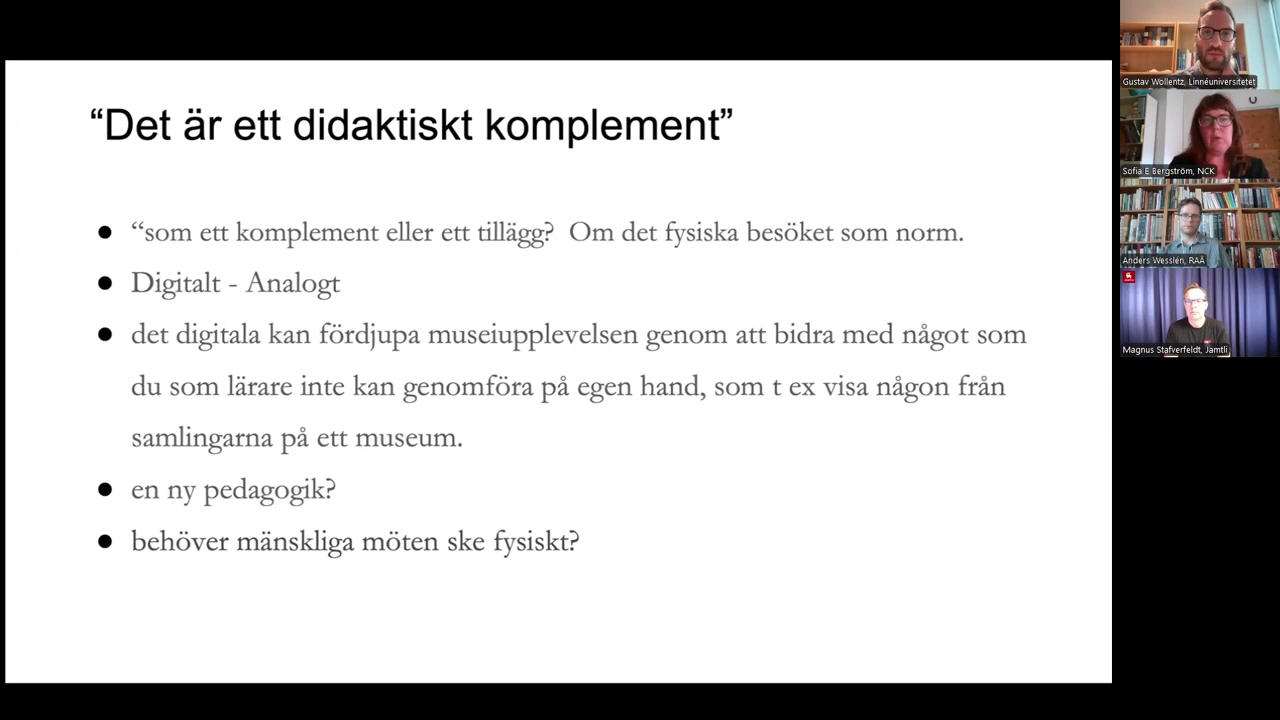 “Det är ett didaktiskt komplement”
● “som ett komplement eller ett tillägg?  Om det fysiska besöket som norm.
● Digitalt - Analogt
● det digitala kan fördjupa museiupplevelsen genom att bidra med något som
du som lärare inte kan genomföra på egen hand, som t ex visa någon från
samlingarna på ett museum.
● en ny pedagogik?
● behöver mänskliga möten ske fysiskt?
Gustav Wollentz, Linnéuniversitetet
Sofia E Bergström, NCK
Anders Wesslén, RAÄ
Magnus Stafverfeldt, Jamtli